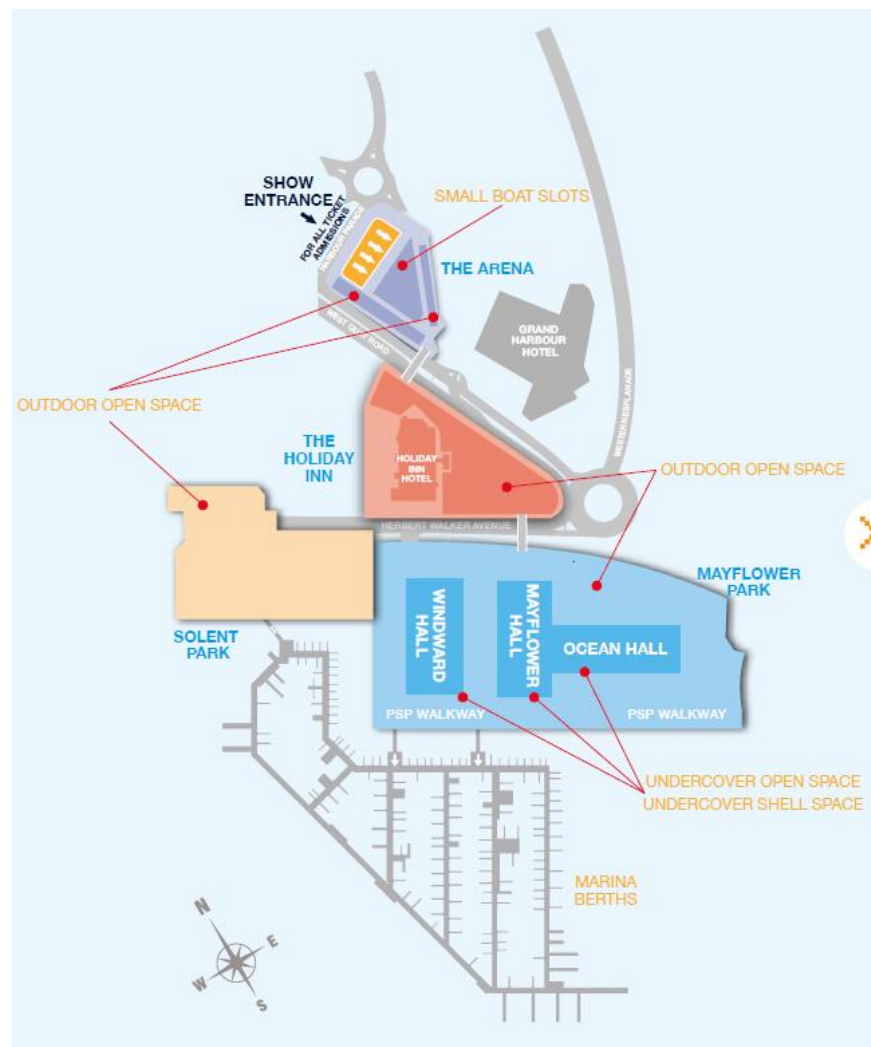 SHOW
ENTRANCE
FOR ALL TICKET
ADMISSIONS
HARBOUR PARADE
SMALL BOAT SLOTS
THE ARENA
WEST QUAY ROAD
GRAND
HARBOUR
HOTEL
WESTERN ESPLANADE
OUTDOOR OPEN SPACE
THE
HOLIDAY
INN
HOLIDAY
INN
HOTEL
OUTDOOR OPEN SPACE
HERBERT WALKER AVENUE
MAYFLOWER
PARK
WINDWARD
HALL
MAYFLOWER
HALL
OCEAN HALL
SOLENT
PARK
PSP WALKWAY
PSP WALKWAY
UNDERCOVER OPEN SPACE
UNDERCOVER SHELL SPACE
MARINA
BERTHS
N
E
W
S